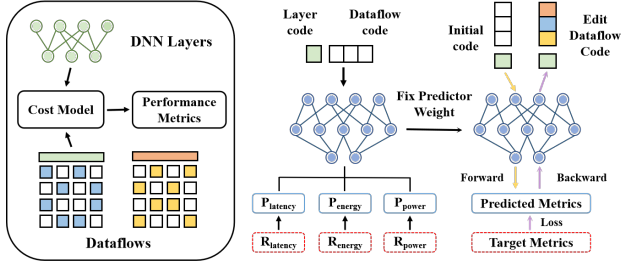 DNN Layers
Cost Model
Performance
Metrics
Dataflows
Layer
code
Dataflow
code
Fix Predictor
Weight
P_latency
P_energy
P_power
R_latency
R_energy
R_power
Initial
code
Edit
Dataflow
Code
Forward
Backward
Predicted Metrics
Loss
Target Metrics